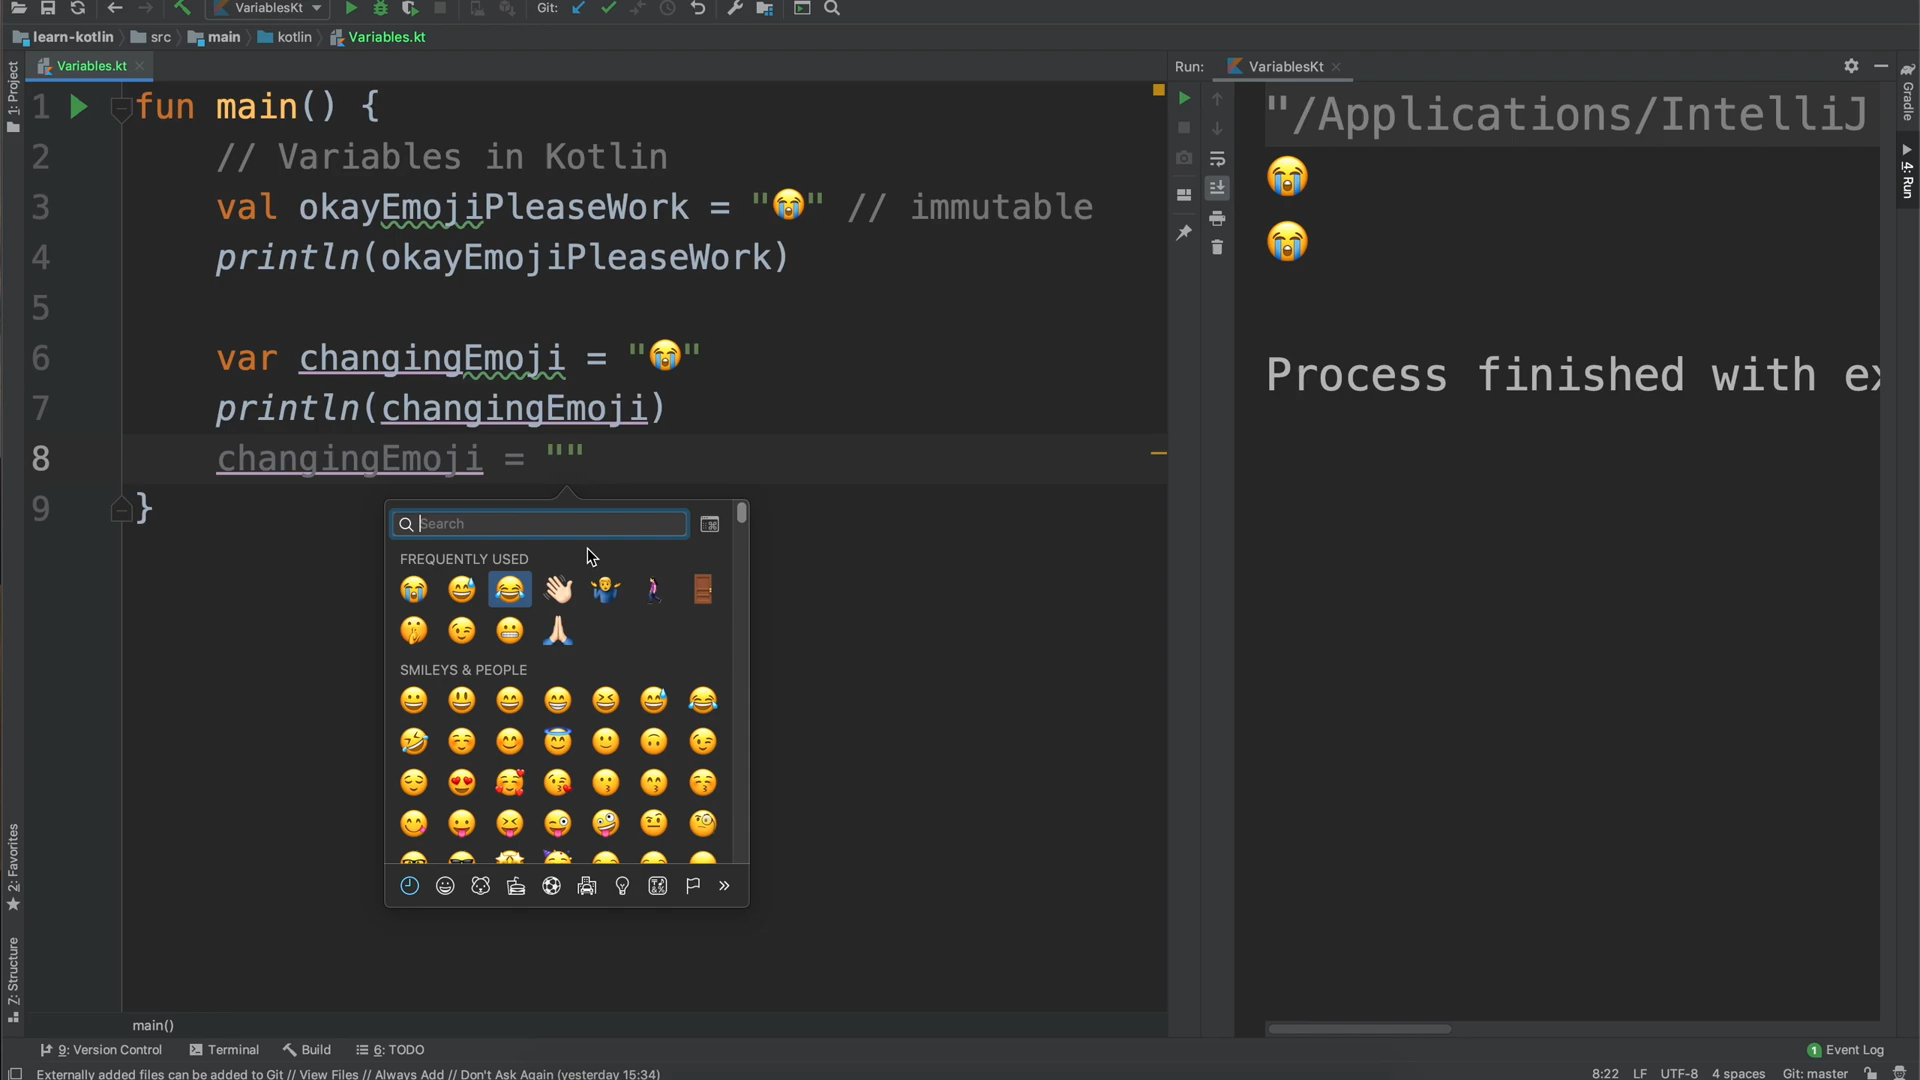 VariablesKt
Git:
learn-kotlin
src
main
kotlin
Variables.kt
Variables.kt
Run:
VariablesKt
1: Project
Gradle
4: Run
1 fun main() {
2 // Variables in Kotlin
3 val okayEmojiPleaseWork = "😭" // immutable
4 println(okayEmojiPleaseWork)
5
6 var changingEmoji = "😭"
7 println(changingEmoji)
8 changingEmoji = ""
9 }
"/Applications/IntelliJ
😭
😭
Process finished with ex
Search
FREQUENTLY USED
SMILEYS & PEOPLE
2: Favorites
7: Structure
main()
9: Version Control
Terminal
Build
6: TODO
1 Event Log
Externally added files can be added to Git // View Files // Always Add // Don't Ask Again (yesterday 15:34)
8:22 LF UTF-8 4 spaces Git: master